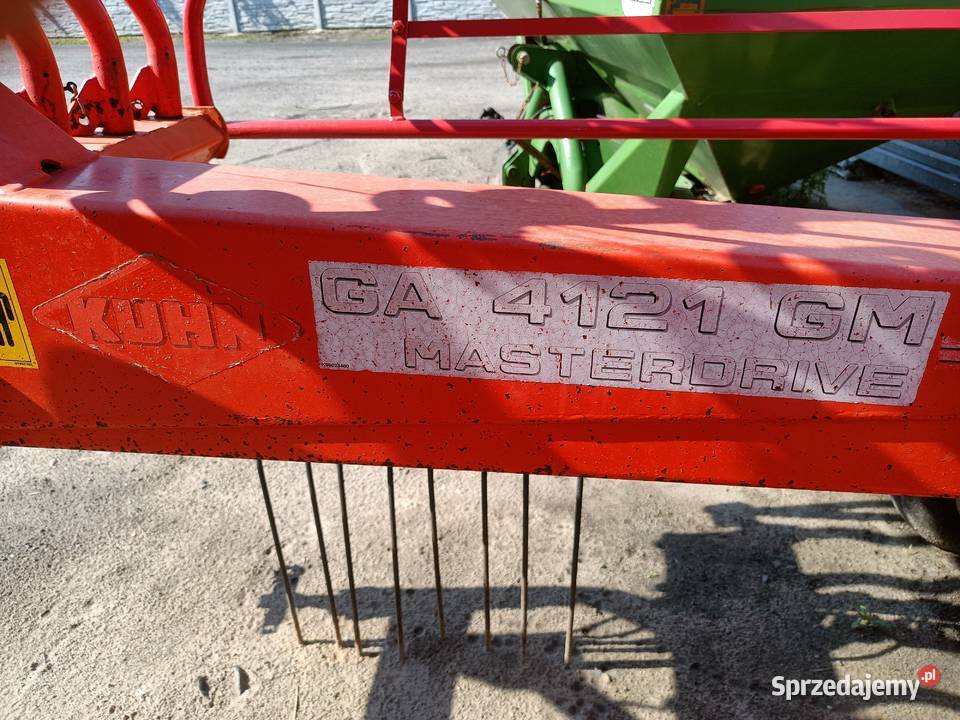 KUHN
GA 4121 GM
MASTERDRIVE
Sprzedajemy.pl